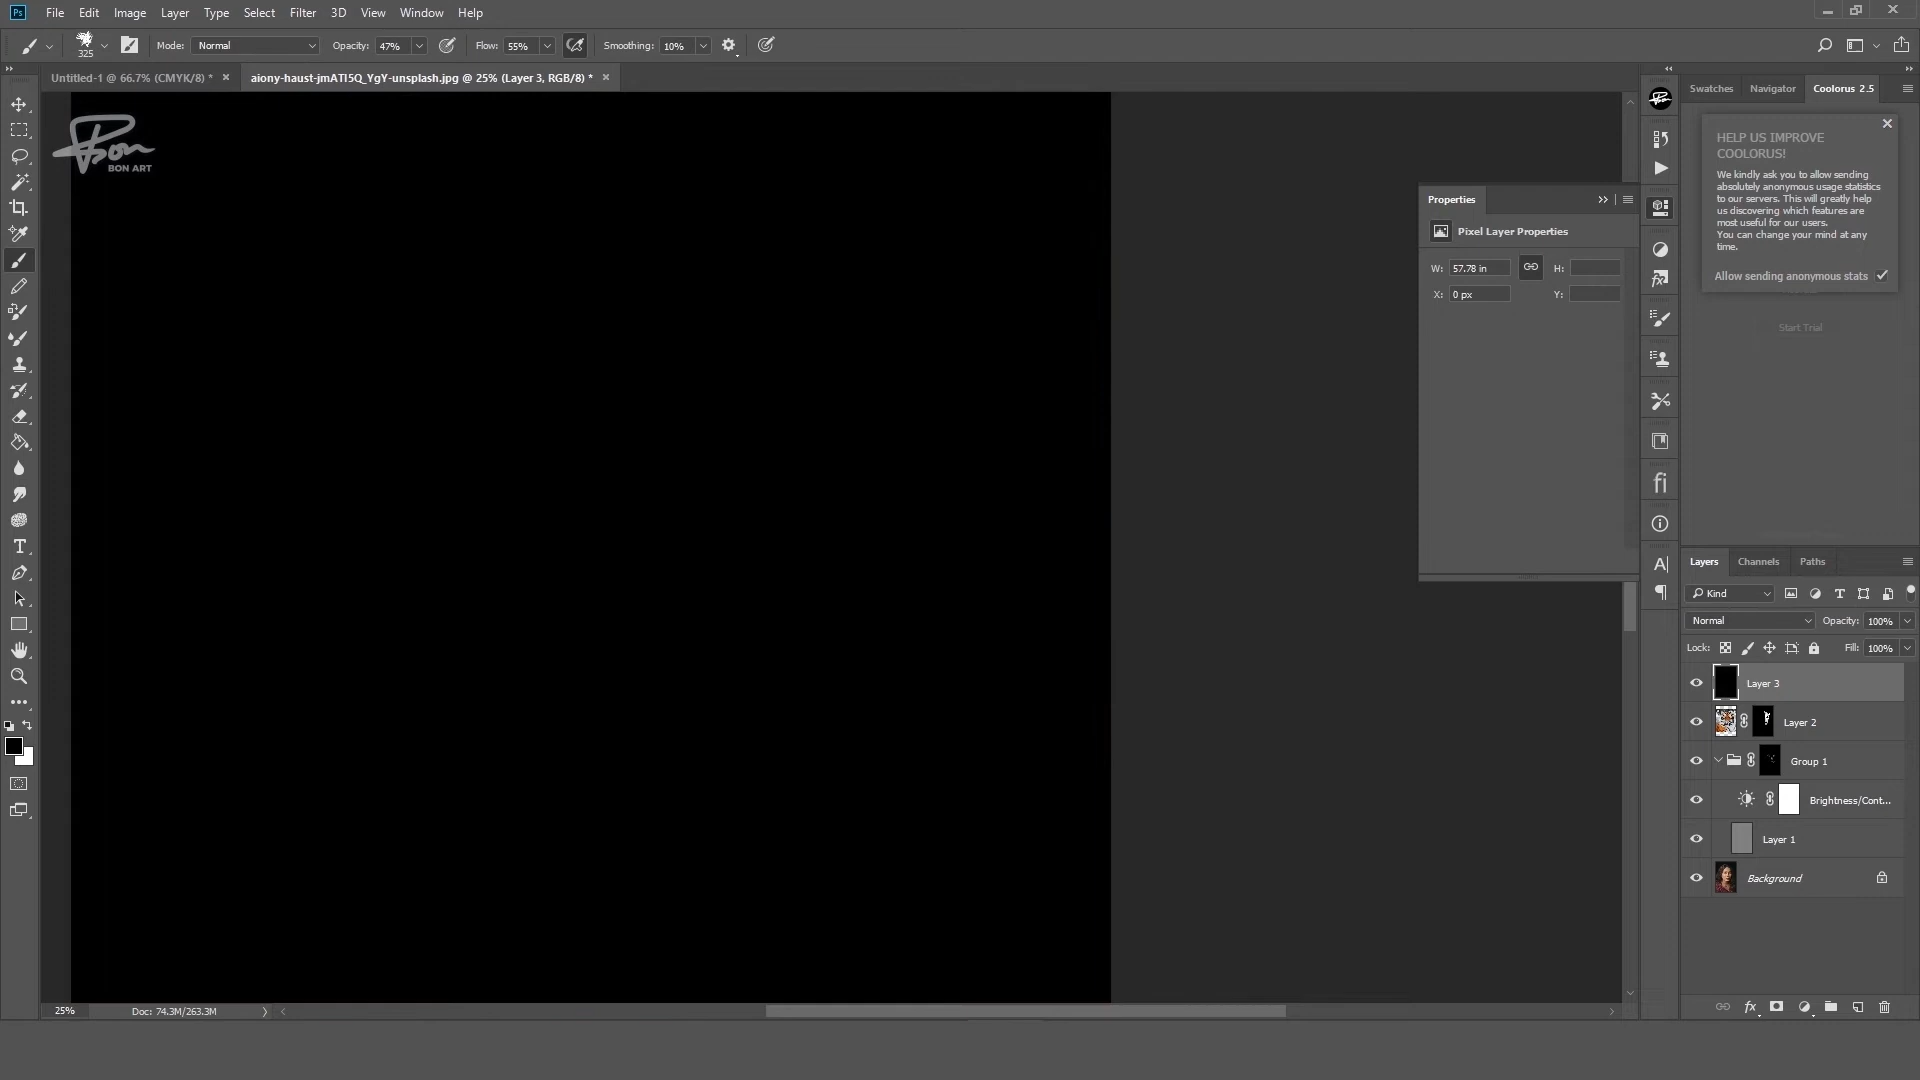 Ps File Edit Image Layer Type Select Filter 3D View Window Help
325 Mode: Normal Opacity: 47% Flow: 55% Smoothing: 10%
Untitled-1 @ 66.7% (CMYK/8) * aiony-haust-jmATI5Q_YgY-unsplash.jpg @ 25% (Layer 3, RGB/8) *
Bon
BON ART
Swatches Navigator Coolorus 2.5
HELP US IMPROVE
COOLORUS!
We kindly ask you to allow sending
absolutely anonymous usage statistics
to our servers. This will greatly help
us discovering which features are
most useful for our users.
You can change your mind at any
time.
Allow sending anonymous stats
Start Trial
Properties
Pixel Layer Properties
W: 57.78 in H:
X: 0 px Y:
Layers Channels Paths
Kind
Normal Opacity: 100%
Lock: Fill: 100%
Layer 3
Layer 2
Group 1
Brightness/Cont...
Layer 1
Background
25% Doc: 74.3M/263.3M